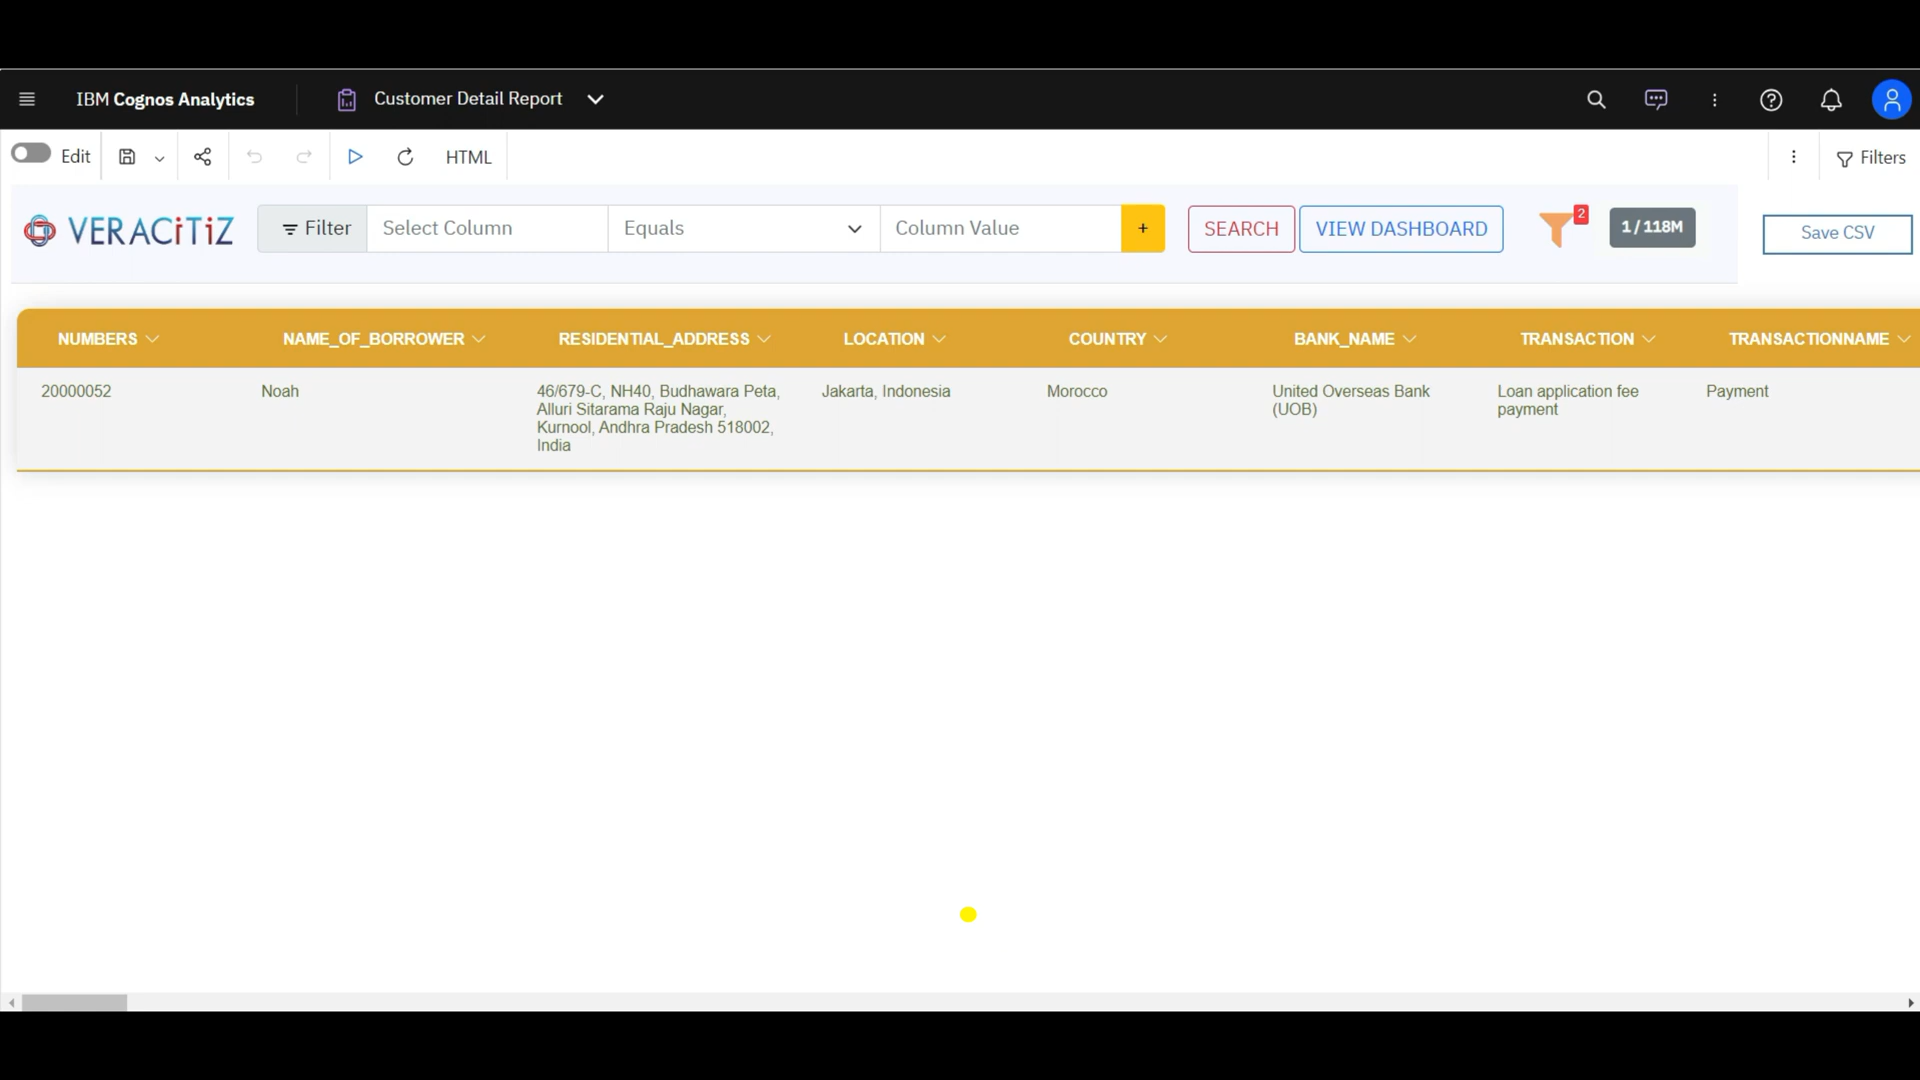 IBM Cognos Analytics
Customer Detail Report
Edit
HTML
Filters
VERACiTiZ
Filter
Select Column
Equals
Column Value
+
SEARCH
VIEW DASHBOARD
2
1 / 118M
Save CSV
NUMBERS
NAME_OF_BORROWER
RESIDENTIAL_ADDRESS
LOCATION
COUNTRY
BANK_NAME
TRANSACTION
TRANSACTIONNAME
20000052
Noah
46/679-C, NH40, Budhawara Peta,
Alluri Sitarama Raju Nagar,
Kurnool, Andhra Pradesh 518002,
India
Jakarta, Indonesia
Morocco
United Overseas Bank
(UOB)
Loan application fee
payment
Payment